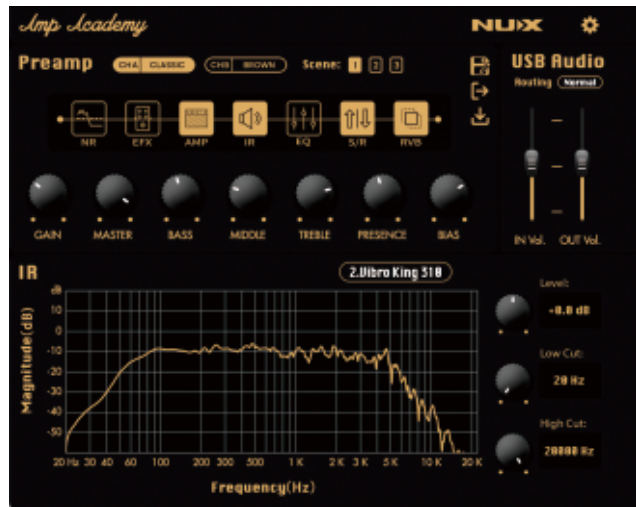 Amp Academy
NUX
Preamp
CHA CLASSIC
CHB BROWN
Scene: 1 2 3
USB Audio
Routing Normal
NR EFX AMP IR EQ S/R RVB
GAIN MASTER BASS MIDDLE TREBLE PRESENCE BIAS
IN Vol. OUT Vol.
IR
2.Vibro King 310
Level:
+0.0 dB
Low Cut:
20 Hz
High Cut:
20000 Hz
Magnitude(dB)
dB
10
0
-10
-20
-30
-40
-50
20 Hz 30 40 60 100 200 300 500 1 K 2 K 3 K 5 K 10 K 20 K
Frequency(Hz)